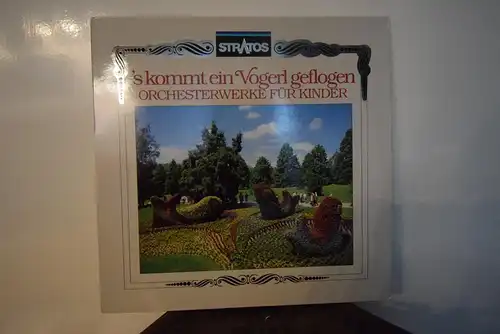 STRATOS
's kommt ein Vogerl geflogen
ORCHESTERWERKE FÜR KINDER